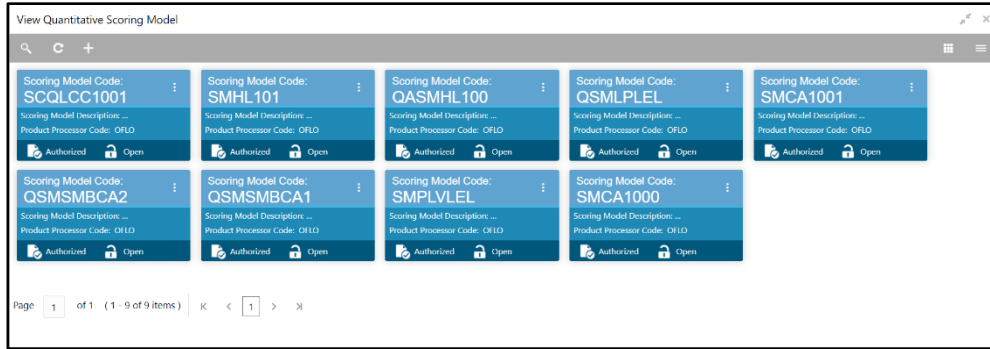 View Quantitative Scoring Model
Scoring Model Code:
SCQLCC1001
Scoring Model Description: ...
Product Processor Code: OFLO
Authorized Open
Scoring Model Code:
SMHL101
Scoring Model Description: ...
Product Processor Code: OFLO
Authorized Open
Scoring Model Code:
QASMHL100
Scoring Model Description: ...
Product Processor Code: OFLO
Authorized Open
Scoring Model Code:
QSMLPLEL
Scoring Model Description: ...
Product Processor Code: OFLO
Authorized Open
Scoring Model Code:
SMCA1001
Scoring Model Description: ...
Product Processor Code: OFLO
Authorized Open
Scoring Model Code:
QSMSMBCA2
Scoring Model Description: ...
Product Processor Code: OFLO
Authorized Open
Scoring Model Code:
QSMSMBCA1
Scoring Model Description: ...
Product Processor Code: OFLO
Authorized Open
Scoring Model Code:
SMPLVLEL
Scoring Model Description: ...
Product Processor Code: OFLO
Authorized Open
Scoring Model Code:
SMCA1000
Scoring Model Description: ...
Product Processor Code: OFLO
Authorized Open
Page 1 of 1 ( 1 - 9 of 9 items ) 1